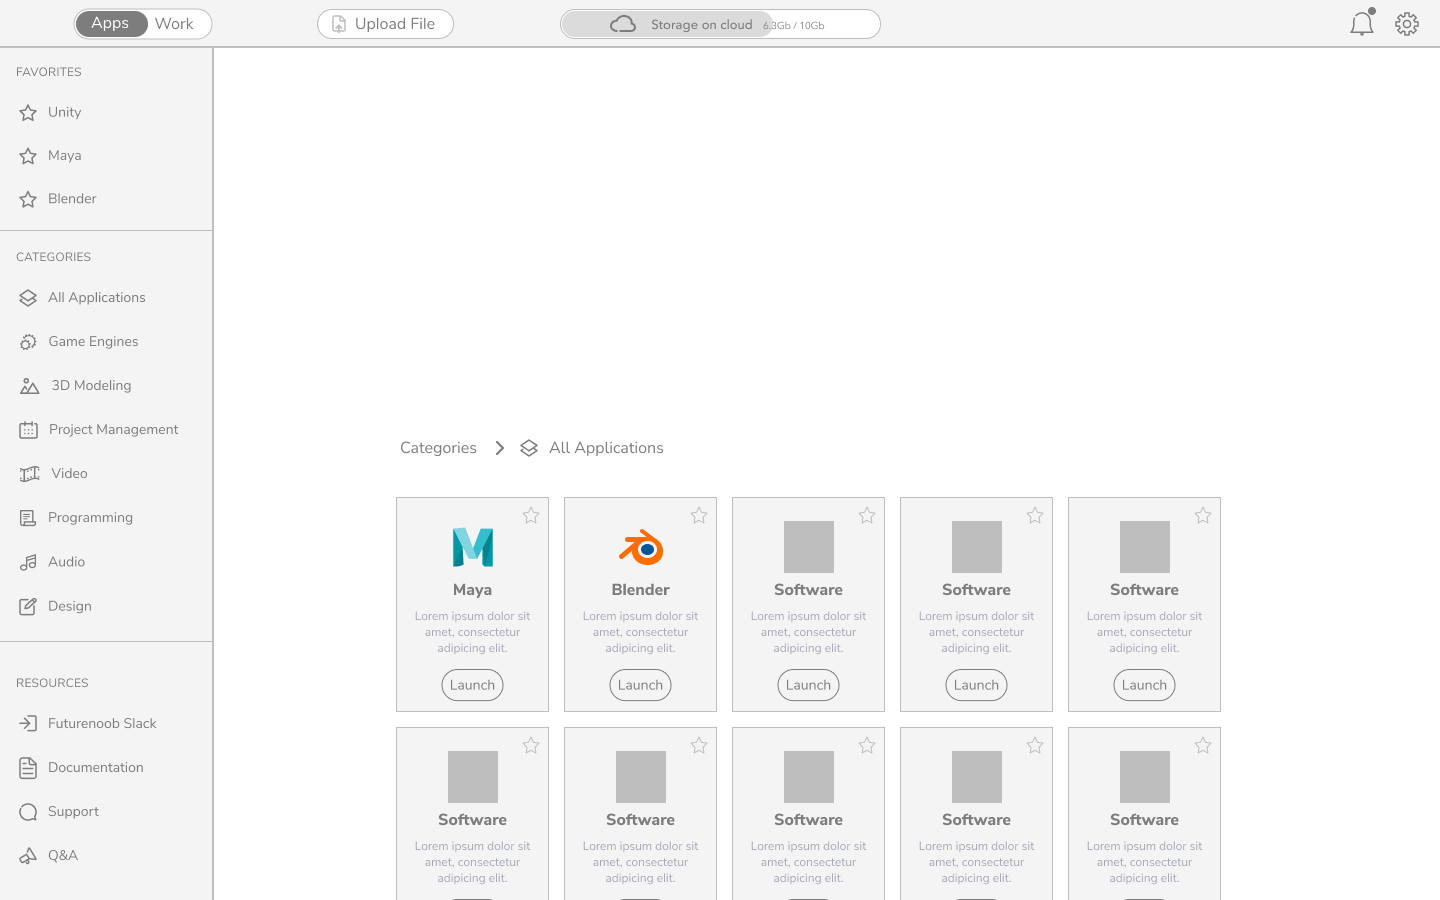 Apps Work
Upload File
Storage on cloud 6.3Gb / 10Gb
FAVORITES
Unity
Maya
Blender
CATEGORIES
All Applications
Game Engines
3D Modeling
Project Management
Video
Programming
Audio
Design
RESOURCES
Futurenoob Slack
Documentation
Support
Q&A
Categories All Applications
Maya
Lorem ipsum dolor sit
amet, consectetur
adipicing elit.
Launch
Blender
Lorem ipsum dolor sit
amet, consectetur
adipicing elit.
Launch
Software
Lorem ipsum dolor sit
amet, consectetur
adipicing elit.
Launch
Software
Lorem ipsum dolor sit
amet, consectetur
adipicing elit.
Launch
Software
Lorem ipsum dolor sit
amet, consectetur
adipicing elit.
Launch
Software
Lorem ipsum dolor sit
amet, consectetur
adipicing elit.
Software
Lorem ipsum dolor sit
amet, consectetur
adipicing elit.
Software
Lorem ipsum dolor sit
amet, consectetur
adipicing elit.
Software
Lorem ipsum dolor sit
amet, consectetur
adipicing elit.
Software
Lorem ipsum dolor sit
amet, consectetur
adipicing elit.